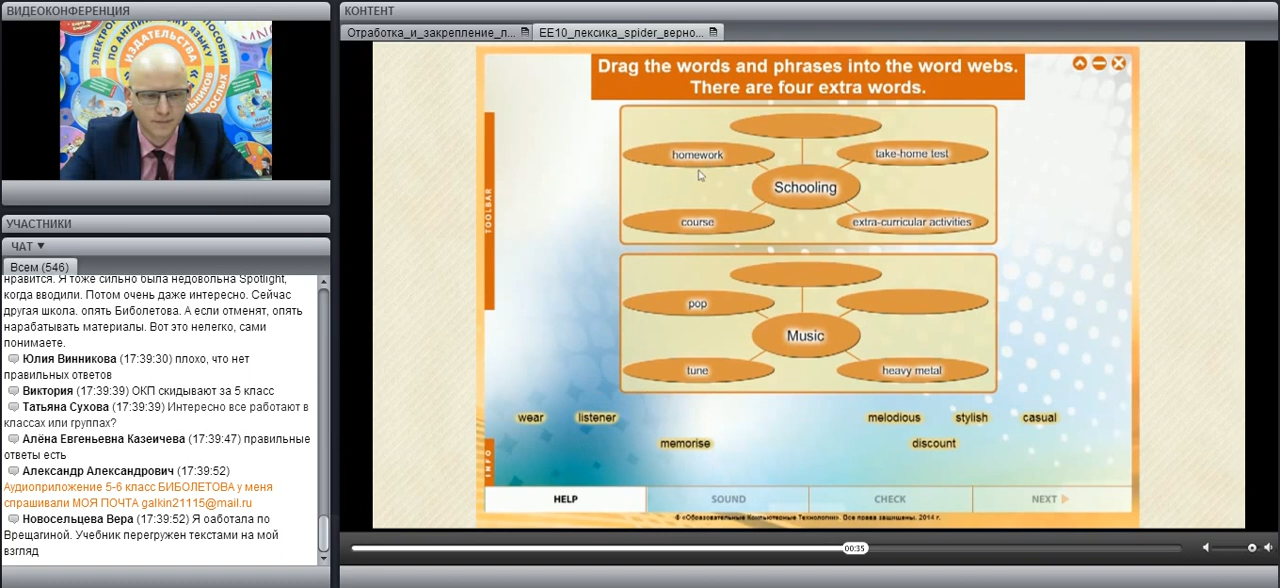 ВИДЕОКОНФЕРЕНЦИЯ
ЭЛЕКТРОННЫЕ ПОСОБИЯ
ПО АНГЛИЙСКОМУ ЯЗЫКУ
ИЗДАТЕЛЬСТВА
УЧАСТНИКИ
ЧАТ ▼
Всем (546)
нравится. Я тоже сильно была недовольна Spotlight,
когда вводили. Потом очень даже интересно. Сейчас
другая школа. опять Биболетова. А если отменят, опять
нарабатывать материалы. Вот это нелегко, сами
понимаете.
Юлия Винникова (17:39:30) плохо, что нет
правильных ответов
Виктория (17:39:39) ОКП скидывают за 5 класс
Татьяна Сухова (17:39:39) Интересно все работают в
классах или группах?
Алёна Евгеньевна Казеичева (17:39:47) правильные
ответы есть
Александр Александрович (17:39:52)
Аудиоприложение 5-6 класс БИБОЛЕТОВА у меня
спрашивали МОЯ ПОЧТА galkin21115@mail.ru
Новосельцева Вера (17:39:52) Я оаботала по
Врещагиной. Учебник перегружен текстами на мой
взгляд
КОНТЕНТ
Отработка_и_закрепление_л...
EE10_лексика_spider_верно...
Drag the words and phrases into the word webs.
There are four extra words.
TOOLBAR
homework
take-home test
Schooling
course
extra-curricular activities
pop
Music
tune
heavy metal
wear
listener
melodious
stylish
casual
memorise
discount
INFO
HELP
SOUND
CHECK
NEXT
© «Образовательные Компьютерные Технологии». Все права защищены. 2014 г.
00:35